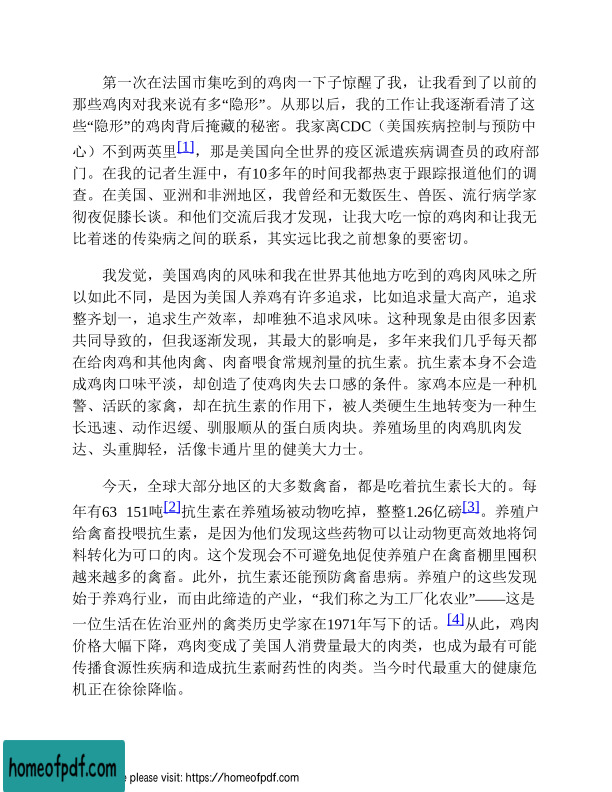 第一次在法国市集吃到的鸡肉一下子惊醒了我，让我看到了以前的
那些鸡肉对我来说有多“隐形”。从那以后，我的工作让我逐渐看清了这
些“隐形”的鸡肉背后掩藏的秘密。我家离CDC（美国疾病控制与预防中
心）不到两英里[1]，那是美国向全世界的疫区派遣疾病调查员的政府部
门。在我的记者生涯中，有10多年的时间我都热衷于跟踪报道他们的调
查。在美国、亚洲和非洲地区，我曾经和无数医生、兽医、流行病学家
彻夜促膝长谈。和他们交流后我才发现，让我大吃一惊的鸡肉和让我无
比着迷的传染病之间的联系，其实远比我之前想象的要密切。
我发觉，美国鸡肉的风味和我在世界其他地方吃到的鸡肉风味之所
以如此不同，是因为美国人养鸡有许多追求，比如追求量大高产，追求
整齐划一，追求生产效率，却唯独不追求风味。这种现象是由很多因素
共同导致的，但我逐渐发现，其最大的影响是，多年来我们几乎每天都
在给肉鸡和其他肉禽、肉畜喂食常规剂量的抗生素。抗生素本身不会造
成鸡肉口味平淡，却创造了使鸡肉失去口感的条件。家鸡本应是一种机
警、活跃的家禽，却在抗生素的作用下，被人类硬生生地转变为一种生
长迅速、动作迟缓、驯服顺从的蛋白质肉块。养殖场里的肉鸡肌肉发
达、头重脚轻，活像卡通片里的健美大力士。
今天，全球大部分地区的大多数禽畜，都是吃着抗生素长大的。每
年有63 151吨[2]抗生素在养殖场被动物吃掉，整整1.26亿磅[3]。养殖户
给禽畜投喂抗生素，是因为他们发现这些药物可以让动物更高效地将饲
料转化为可口的肉。这个发现会不可避免地促使养殖户在禽畜棚里囤积
越来越多的禽畜。此外，抗生素还能预防禽畜患病。养殖户的这些发现
始于养鸡行业，而由此缔造的产业，“我们称之为工厂化农业”——这是
一位生活在佐治亚州的禽类历史学家在1971年写下的话。[4]从此，鸡肉
价格大幅下降，鸡肉变成了美国人消费量最大的肉类，也成为最有可能
传播食源性疾病和造成抗生素耐药性的肉类。当今时代最重大的健康危
机正在徐徐降临。
homeofpdf.com
please visit: https://homeofpdf.com